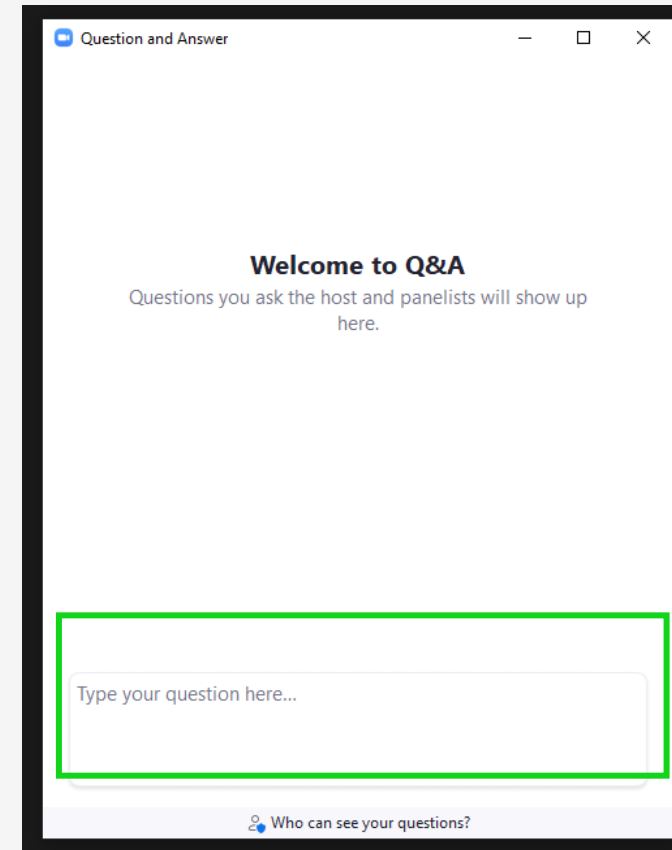 Question and Answer
Welcome to Q&A
Questions you ask the host and panelists will show up
here.
Type your question here...
Who can see your questions?